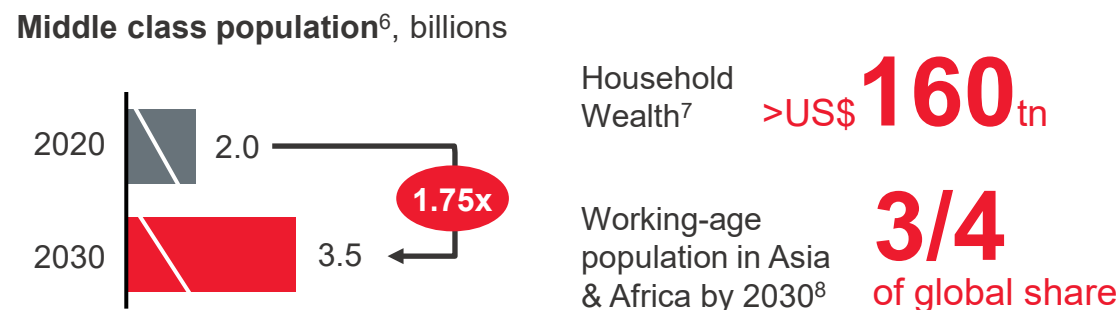 Middle class population⁶, billions
2020
2.0
1.75x
2030
3.5
Household
Wealth⁷
>US$160tn
Working-age
population in Asia
& Africa by 2030⁸
3/4
of global share